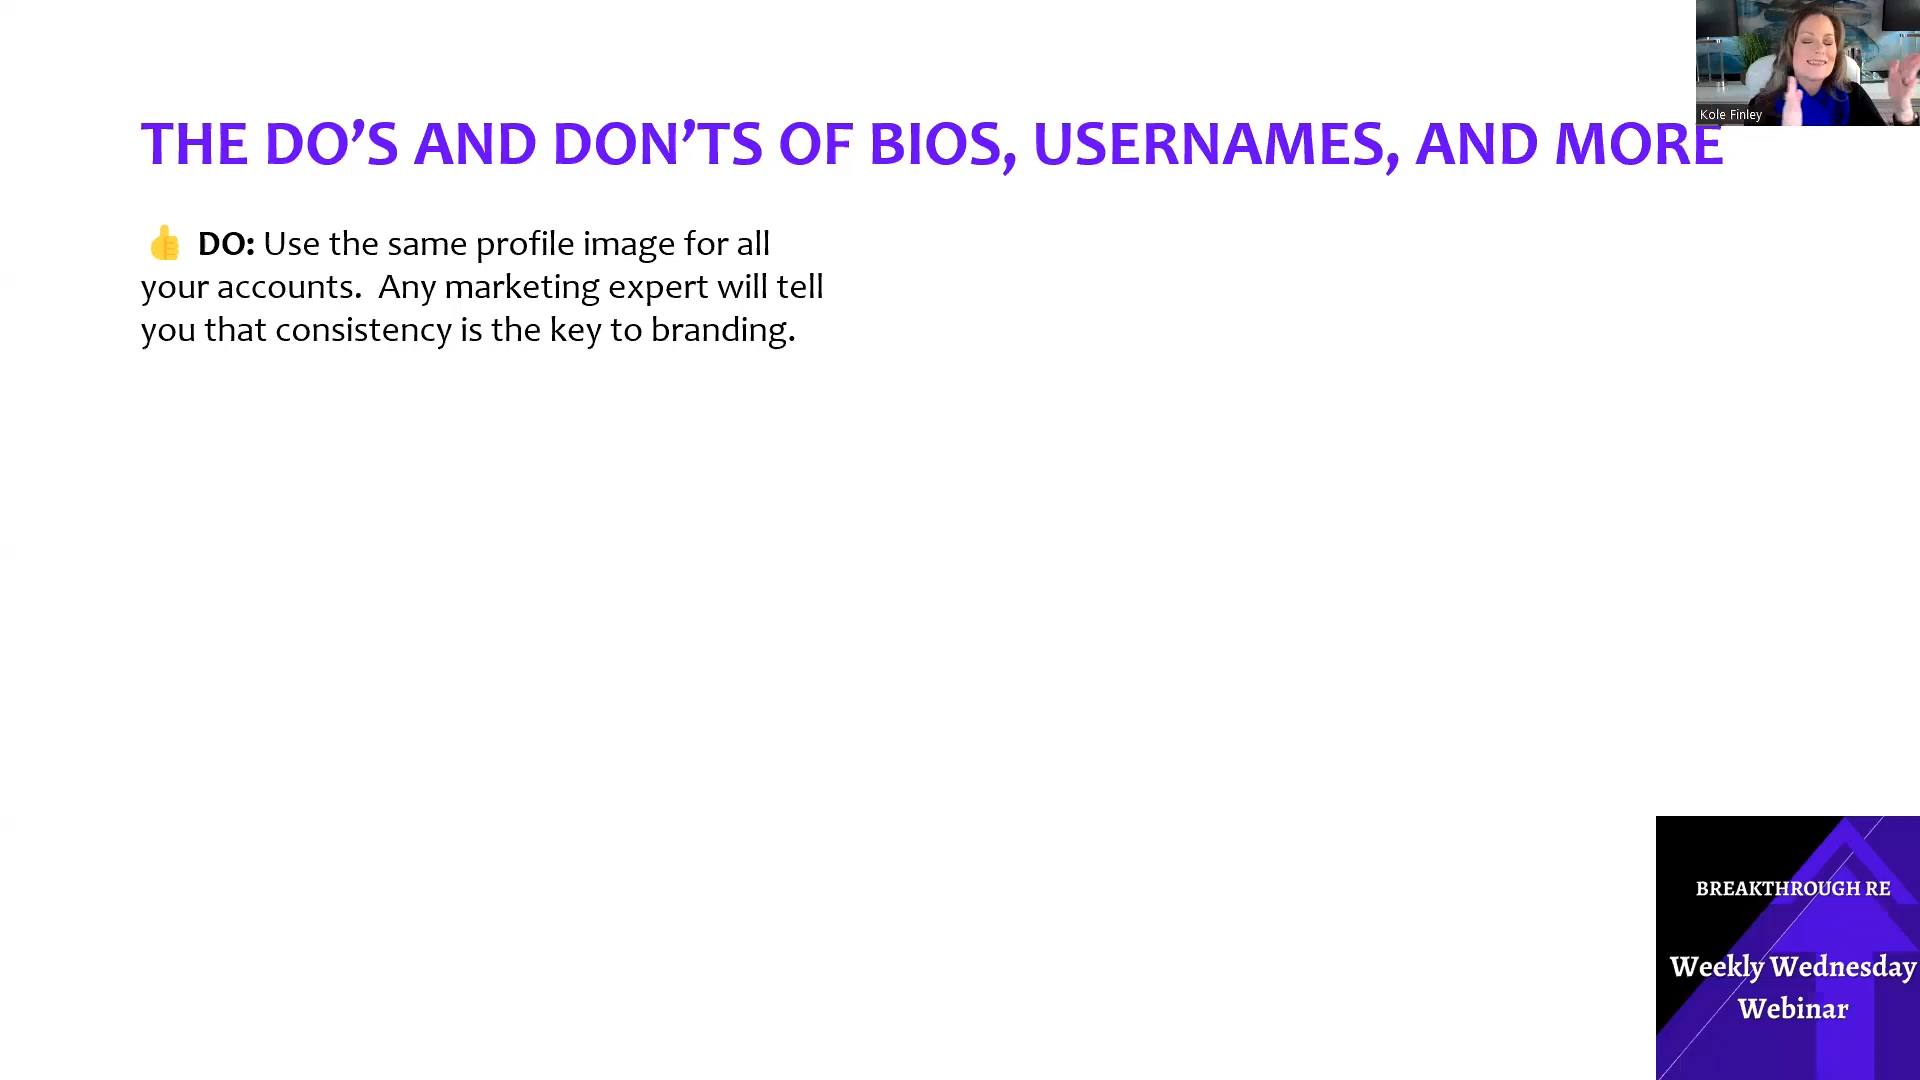 Kole Finley
THE DO’S AND DON’TS OF BIOS, USERNAMES, AND MORE
👍 DO: Use the same profile image for all
your accounts.  Any marketing expert will tell
you that consistency is the key to branding.
BREAKTHROUGH RE
Weekly Wednesday
Webinar